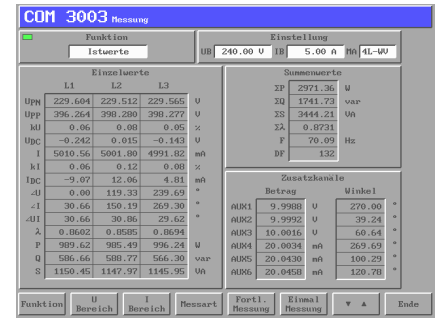 COM 3003 Messung
Funktion
Istwerte
Einstellung
UB 240.00 V IB 5.00 A MA 4L-WV
Einzelwerte
L1 L2 L3
UPN 229.604 229.512 229.565 V
UPP 396.264 398.280 398.277 V
kU 0.06 0.08 0.05 %
UDC -0.242 0.015 -0.143 V
I 5010.56 5001.80 4991.82 mA
kI 0.06 0.12 0.08 %
IDC -9.07 12.06 4.81 mA
∠U 0.00 119.33 239.69 °
∠I 30.66 150.19 269.30 °
∠UI 30.66 30.86 29.62 °
λ 0.8602 0.8585 0.8694
P 989.62 985.49 996.24 W
Q 586.66 588.77 566.30 var
S 1150.45 1147.97 1145.95 VA
Summenwerte
ΣP 2971.36 W
ΣQ 1741.73 var
ΣS 3444.21 VA
Σλ 0.8731
F 70.09 Hz
DF 132
Zusatzkanäle
Betrag Winkel
AUX1 9.9988 V 270.00 °
AUX2 9.9992 V 39.24 °
AUX3 10.0016 V 60.64 °
AUX4 20.0034 mA 269.69 °
AUX5 20.0430 mA 100.29 °
AUX6 20.0458 mA 120.78 °
Funktion
U Bereich
I Bereich
Messart
Fortl. Messung
Einmal Messung
▼ ▲
Ende